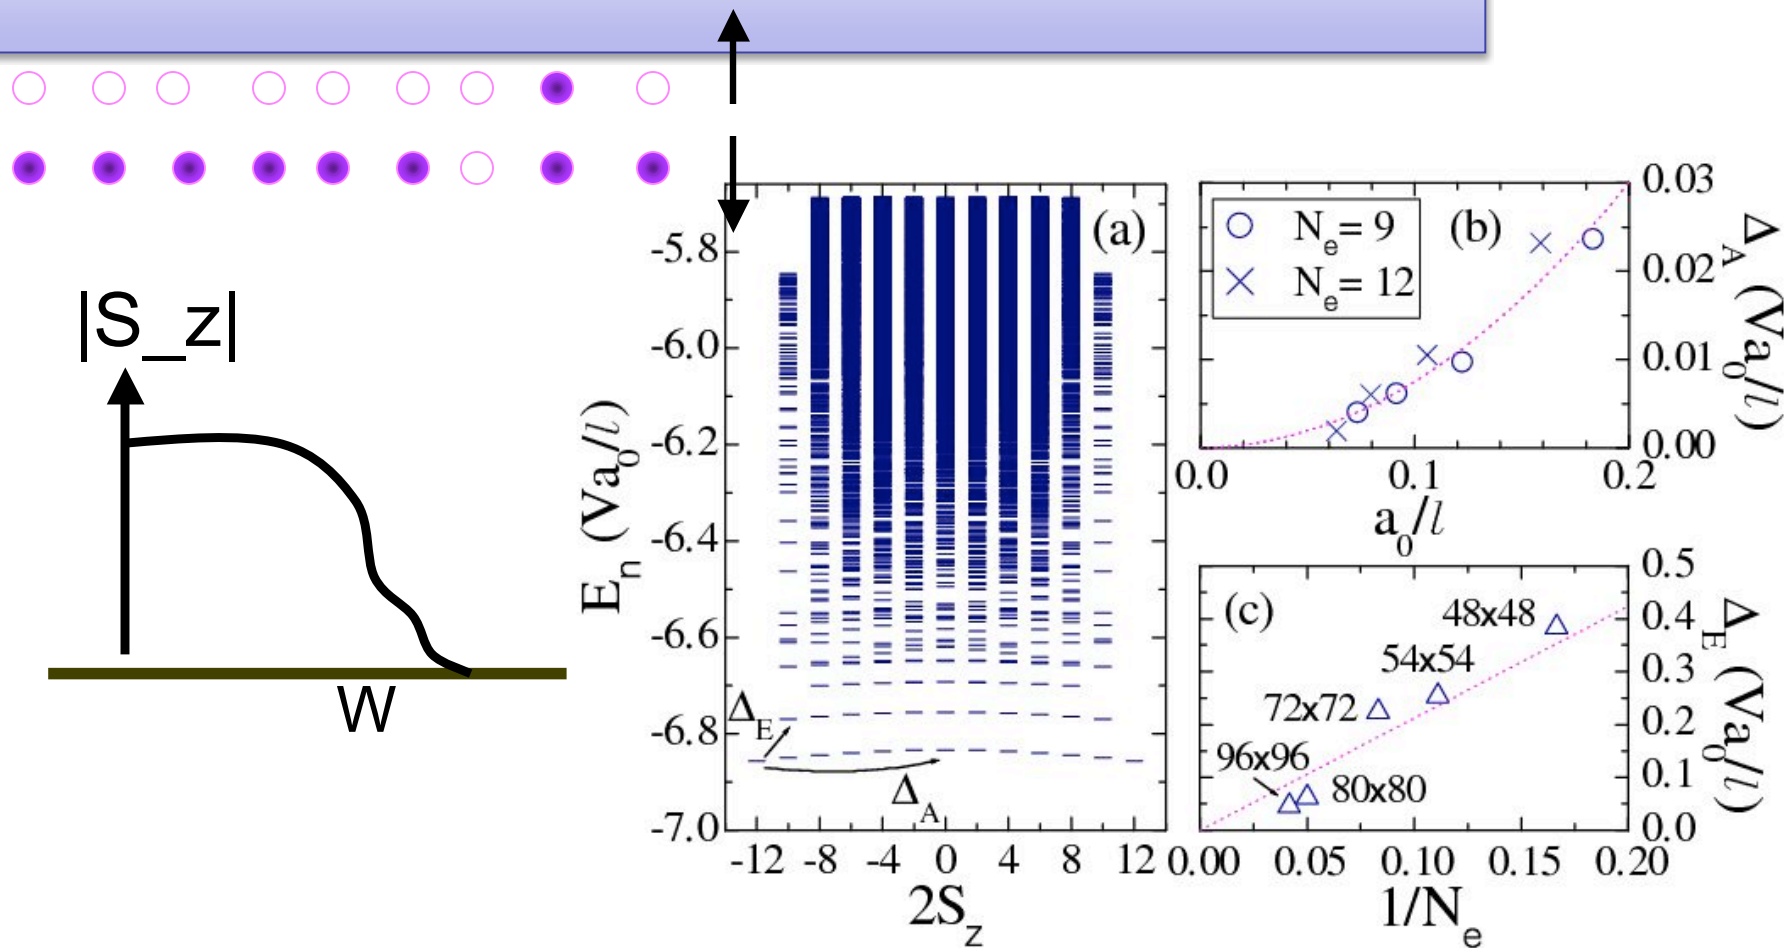 |S_z|
W
(a)
E_n (Va_0/l)
-5.8
-6.0
-6.2
-6.4
-6.6
-6.8
-7.0
Δ_E
Δ_A
-12 -8 -4 0 4 8 12
2S_z
N_e= 9
N_e= 12
(b)
0.03
0.02
0.01
0.00
Δ_A (Va_0/l)
0.0 0.1 0.2
a_0/l
(c)
48x48
54x54
72x72
96x96
80x80
0.5
0.4
0.3
0.2
0.1
0.0
Δ_E (Va_0/l)
0.00 0.05 0.10 0.15 0.20
1/N_e